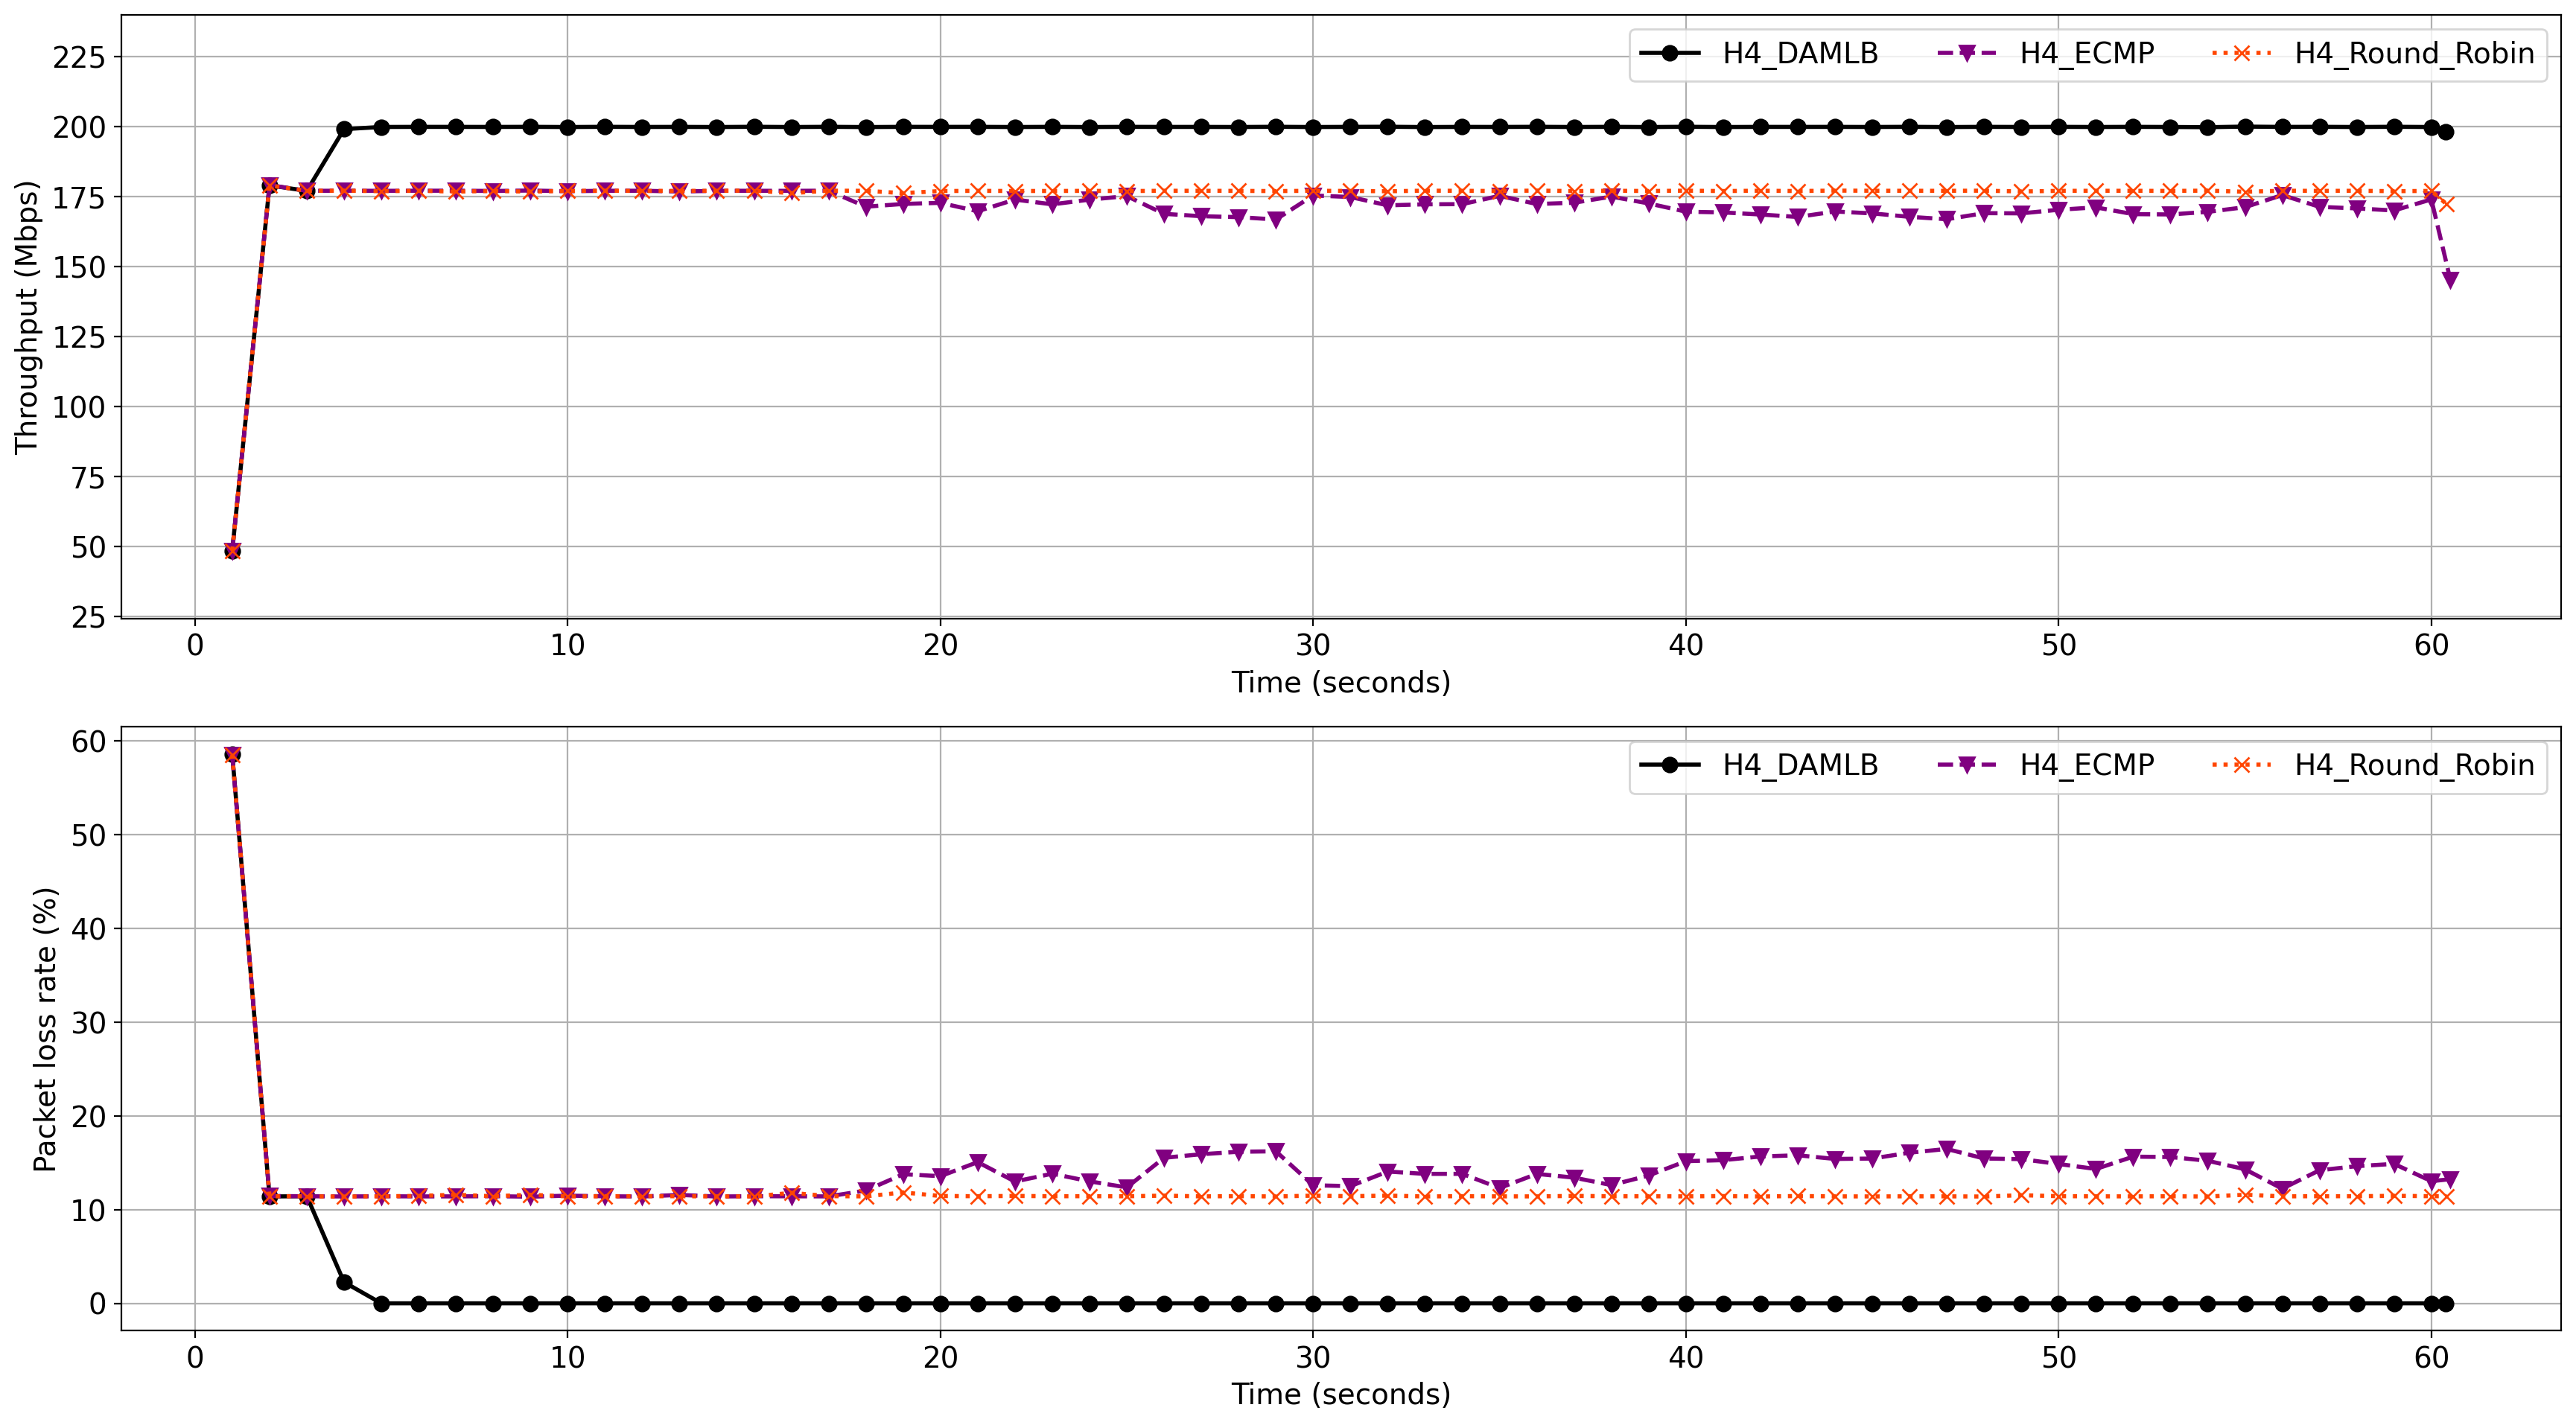 225
200
175
150
125
100
75
50
25
Throughput (Mbps)
H4_DAMLB H4_ECMP H4_Round_Robin
0 10 20 30 40 50 60
Time (seconds)
60
50
40
30
20
10
0
Packet loss rate (%)
H4_DAMLB H4_ECMP H4_Round_Robin
0 10 20 30 40 50 60
Time (seconds)